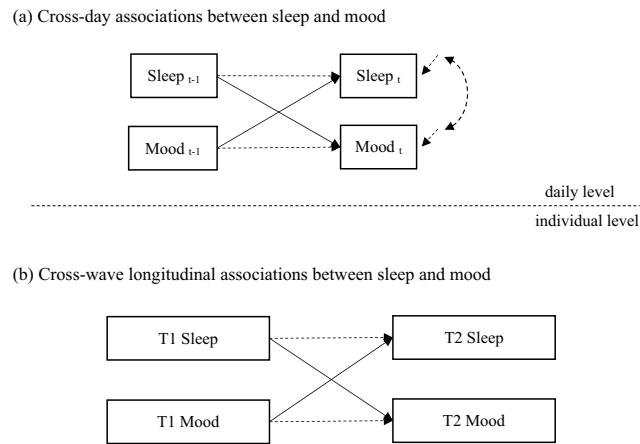 (a) Cross-day associations between sleep and mood
Sleep t-1
Sleep t
Mood t-1
Mood t
daily level
individual level
(b) Cross-wave longitudinal associations between sleep and mood
T1 Sleep
T2 Sleep
T1 Mood
T2 Mood